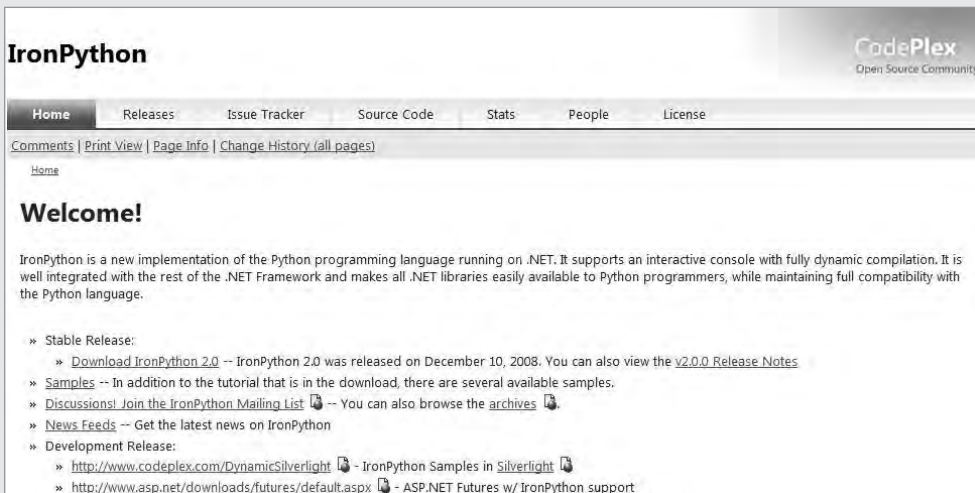 IronPython
CodePlex
Open Source Community
Home Releases Issue Tracker Source Code Stats People License
Comments | Print View | Page Info | Change History (all pages)
Home
Welcome!
IronPython is a new implementation of the Python programming language running on .NET. It supports an interactive console with fully dynamic compilation. It is
well integrated with the rest of the .NET Framework and makes all .NET libraries easily available to Python programmers, while maintaining full compatibility with
the Python language.
» Stable Release:
» Download IronPython 2.0 -- IronPython 2.0 was released on December 10, 2008. You can also view the v2.0.0 Release Notes
» Samples -- In addition to the tutorial that is in the download, there are several available samples.
» Discussions! Join the IronPython Mailing List -- You can also browse the archives .
» News Feeds -- Get the latest news on IronPython
» Development Release:
» http://www.codeplex.com/DynamicSilverlight - IronPython Samples in Silverlight
» http://www.asp.net/downloads/futures/default.aspx - ASP.NET Futures w/ IronPython support